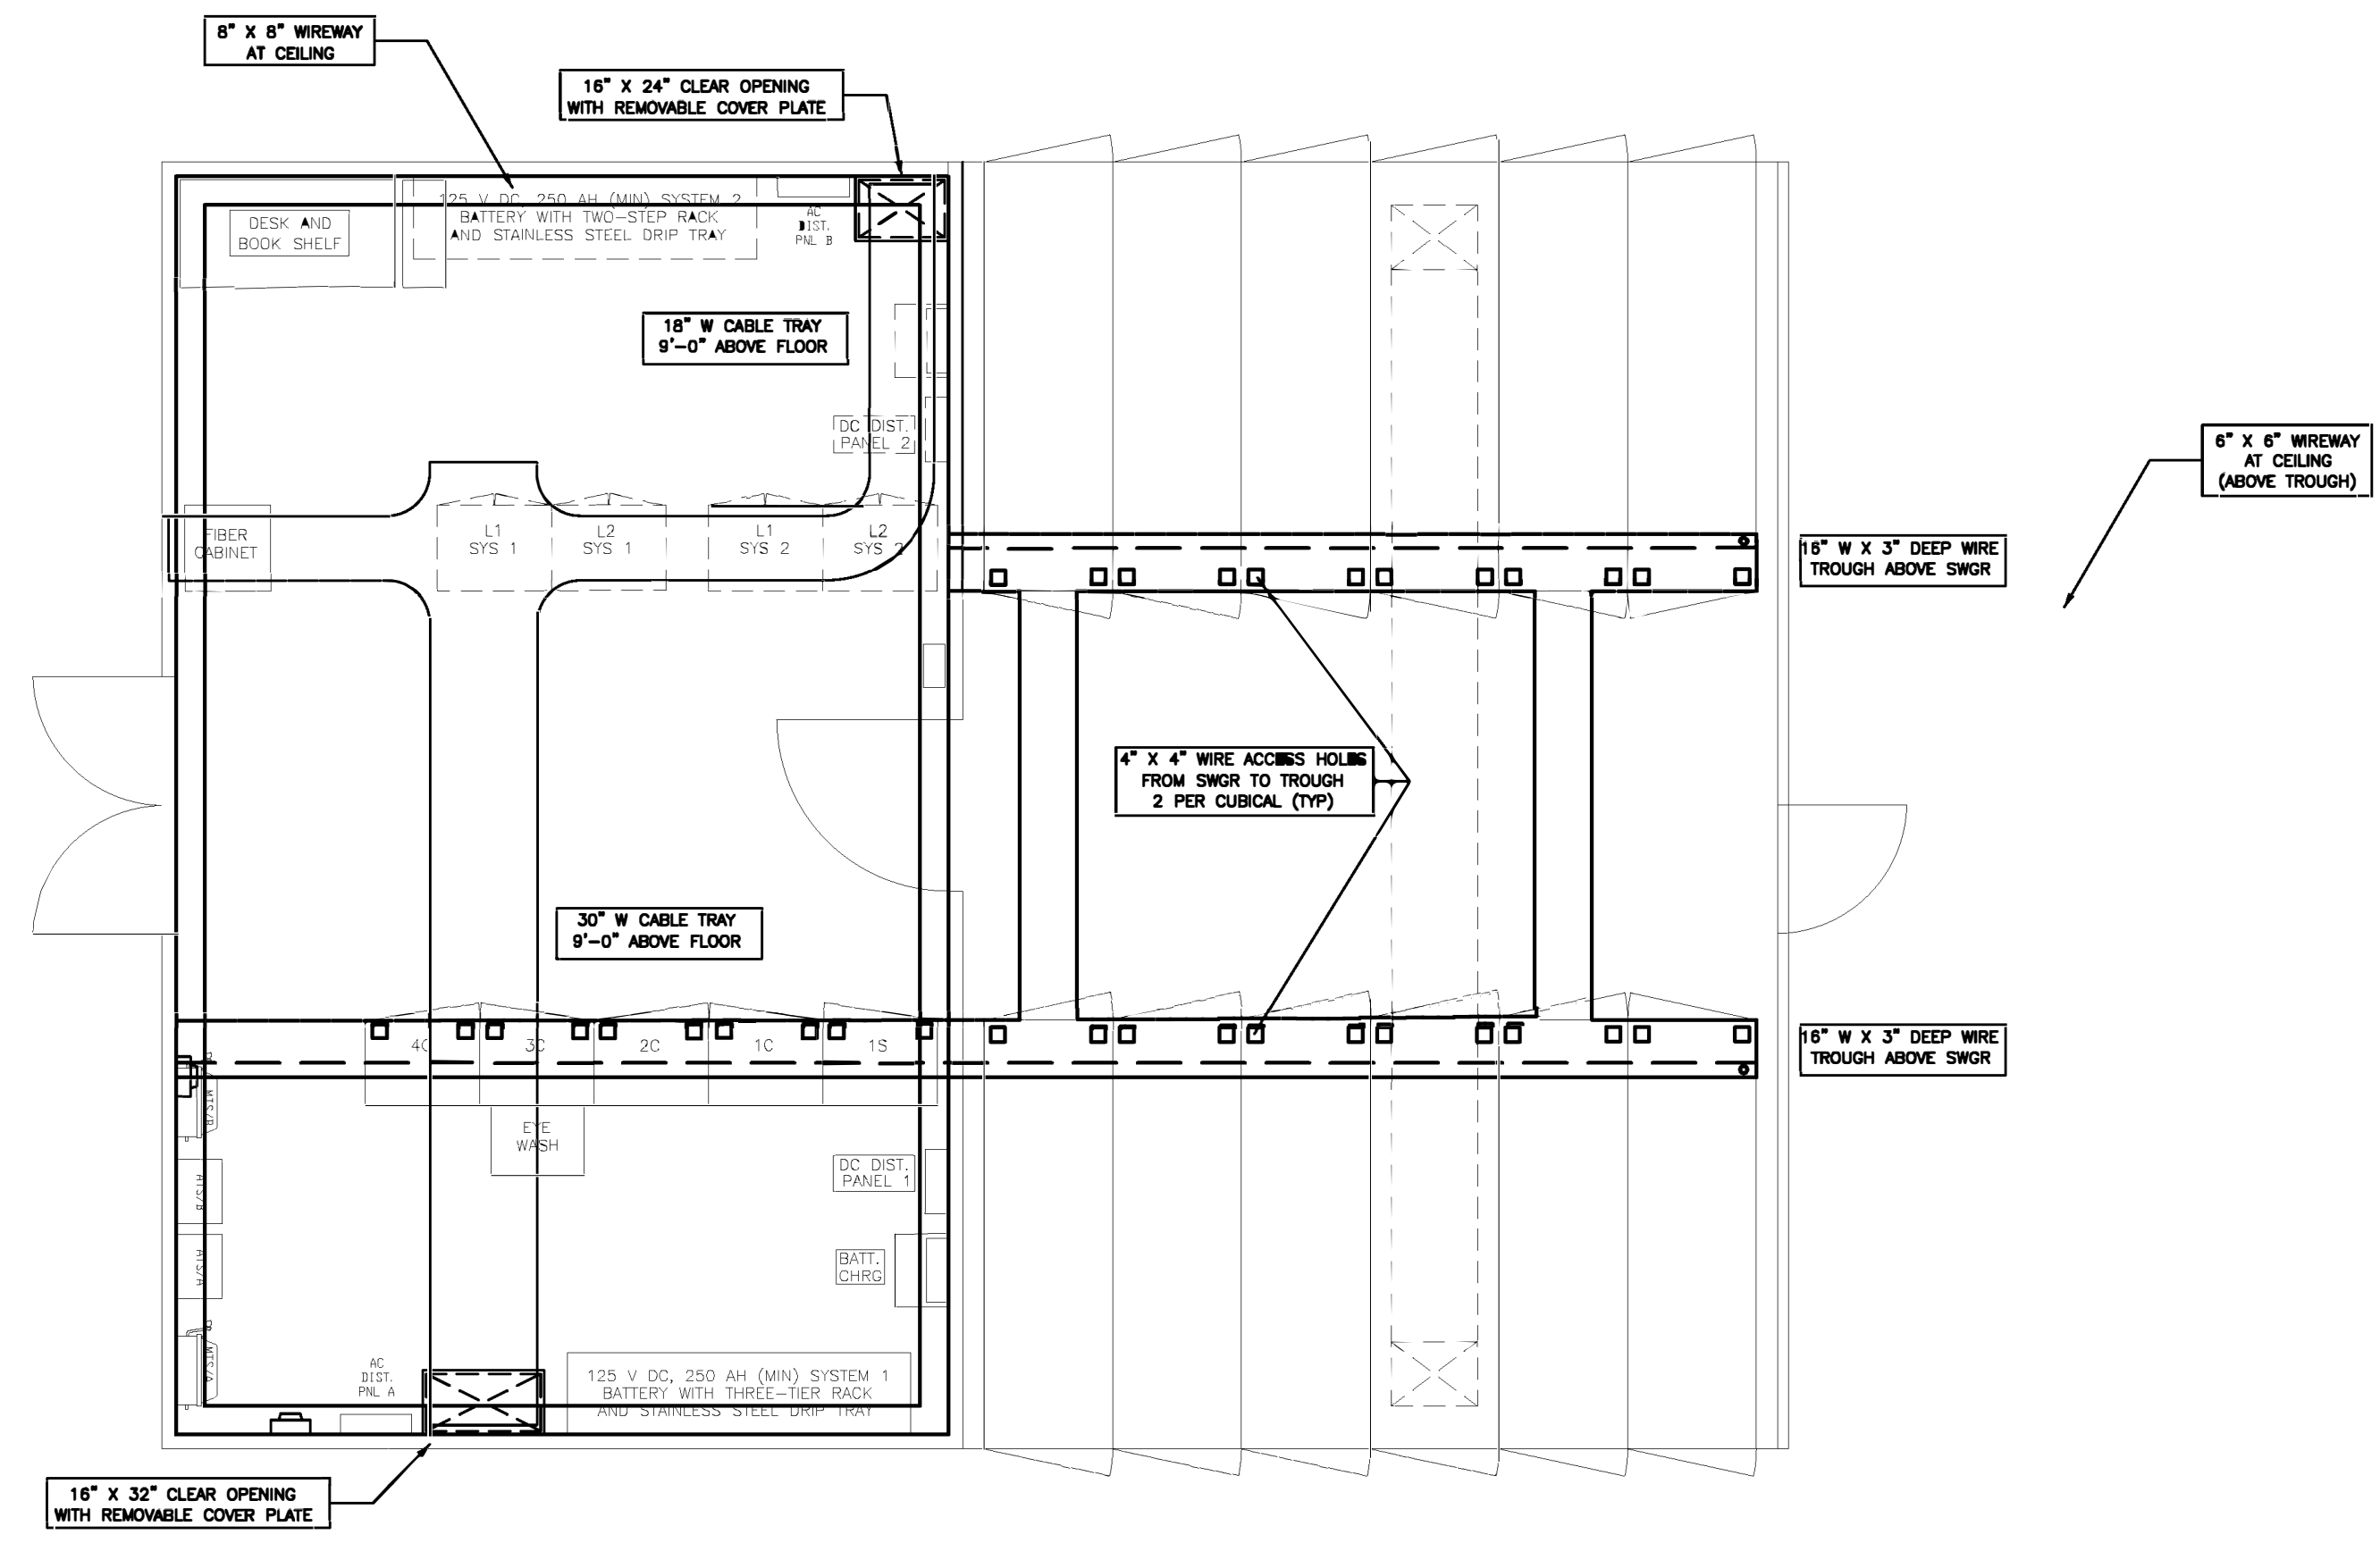 8" X 8" WIREWAY
AT CEILING
16" X 24" CLEAR OPENING
WITH REMOVABLE COVER PLATE
125 V DC, 250 AH (MIN) SYSTEM 2
BATTERY WITH TWO-STEP RACK
AND STAINLESS STEEL DRIP TRAY
DESK AND
BOOK SHELF
AC
DIST.
PNL B
18" W CABLE TRAY
9'-0" ABOVE FLOOR
DC DIST.
PANEL 2
6" X 6" WIREWAY
AT CEILING
(ABOVE TROUGH)
FIBER
CABINET
L1
SYS 1
L2
SYS 1
L1
SYS 2
L2
SYS 2
16" W X 3" DEEP WIRE
TROUGH ABOVE SWGR
4" X 4" WIRE ACCESS HOLES
FROM SWGR TO TROUGH
2 PER CUBICAL (TYP)
30" W CABLE TRAY
9'-0" ABOVE FLOOR
4C
3C
2C
1C
1S
16" W X 3" DEEP WIRE
TROUGH ABOVE SWGR
MTS/B
EYE
WASH
DC DIST.
PANEL 1
ATS/B
ATS/A
BATT.
CHRG
MTS/A
AC
DIST.
PNL A
125 V DC, 250 AH (MIN) SYSTEM 1
BATTERY WITH THREE-TIER RACK
AND STAINLESS STEEL DRIP TRAY
16" X 32" CLEAR OPENING
WITH REMOVABLE COVER PLATE